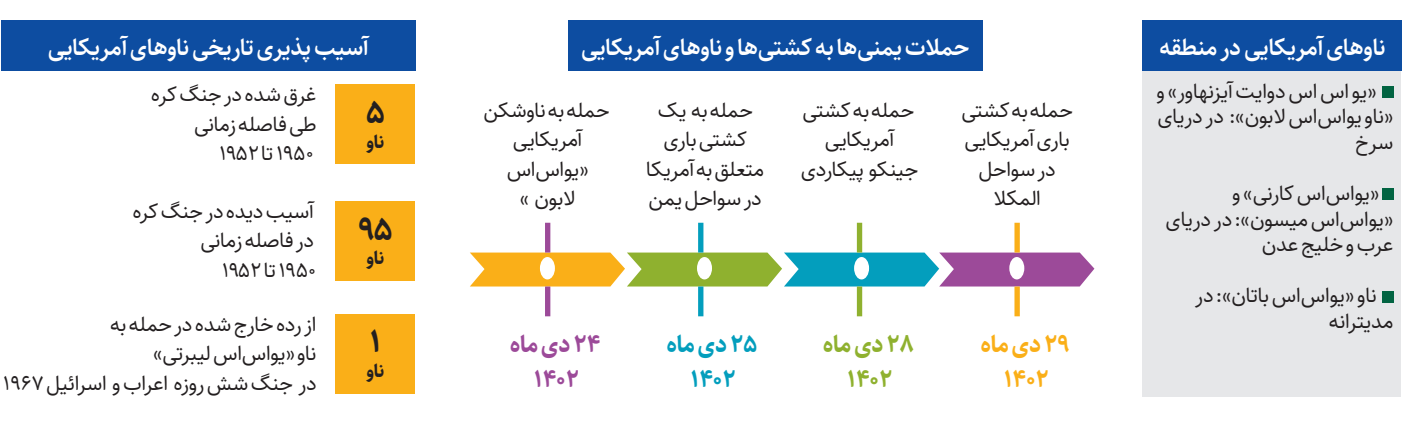 ناوهای آمریکایی در منطقه
«یو اس اس دوایت آیزنهاور» و
«ناو یو‌اس‌اس لابون»: در دریای
سرخ
«یو‌اس‌اس کارنی» و
«یو‌اس‌اس میسون»: در دریای
عرب و خلیج عدن
ناو «یو‌اس‌اس باتان»: در
مدیترانه
حملات یمنی‌ها به کشتی‌ها و ناوهای آمریکایی
حمله به کشتی
باری آمریکایی
در سواحل
المکلا
۲۹ دی ماه
۱۴۰۲
حمله به کشتی
آمریکایی
جینکو پیکاردی
۲۸ دی ماه
۱۴۰۲
حمله به یک
کشتی باری
متعلق به آمریکا
در سواحل یمن
۲۵ دی ماه
۱۴۰۲
حمله به ناوشکن
آمریکایی
«یو‌اس‌اس
لابون »
۲۴ دی ماه
۱۴۰۲
آسیب پذیری تاریخی ناوهای آمریکایی
۵
ناو
غرق شده در جنگ کره
طی فاصله زمانی
۱۹۵۰ تا ۱۹۵۲
۹۵
ناو
آسیب دیده در جنگ کره
در فاصله زمانی
۱۹۵۰ تا ۱۹۵۲
۱
ناو
از رده خارج شده در حمله به
ناو «یو‌اس‌اس لیبرتی»
در جنگ شش روزه اعراب و اسرائیل ۱۹۶۷